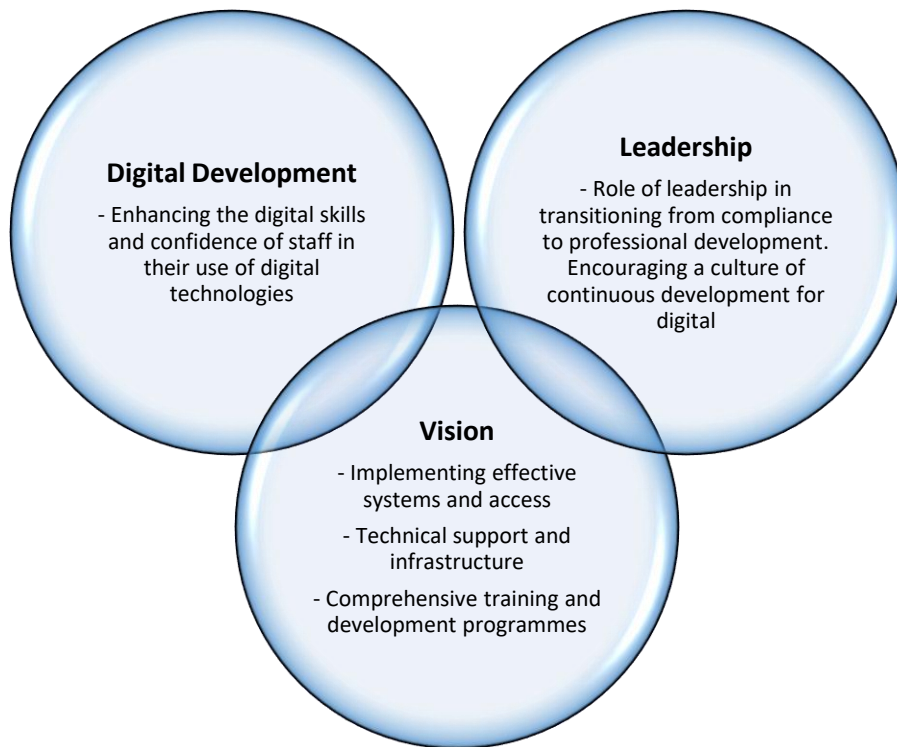 Digital Development
- Enhancing the digital skills
and confidence of staff in
their use of digital
technologies
Leadership
- Role of leadership in
transitioning from compliance
to professional development.
Encouraging a culture of
continuous development for
digital
Vision
- Implementing effective
systems and access
- Technical support and
infrastructure
- Comprehensive training and
development programmes